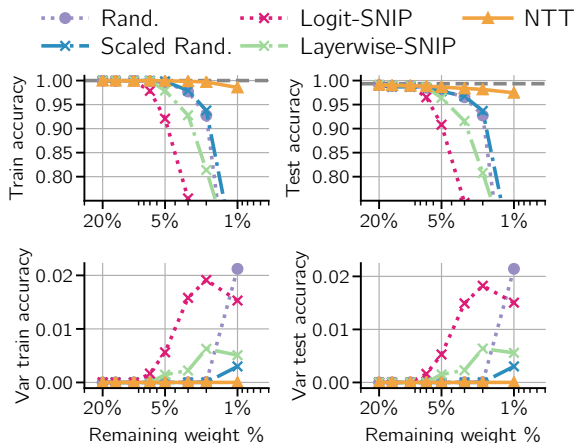 Rand.
Logit-SNIP
NTT
Scaled Rand.
Layerwise-SNIP
Train accuracy
1.00
0.95
0.90
0.85
0.80
20%
5%
1%
Test accuracy
1.00
0.95
0.90
0.85
0.80
20%
5%
1%
Var train accuracy
0.02
0.01
0.00
20%
5%
1%
Remaining weight %
Var test accuracy
0.02
0.01
0.00
20%
5%
1%
Remaining weight %